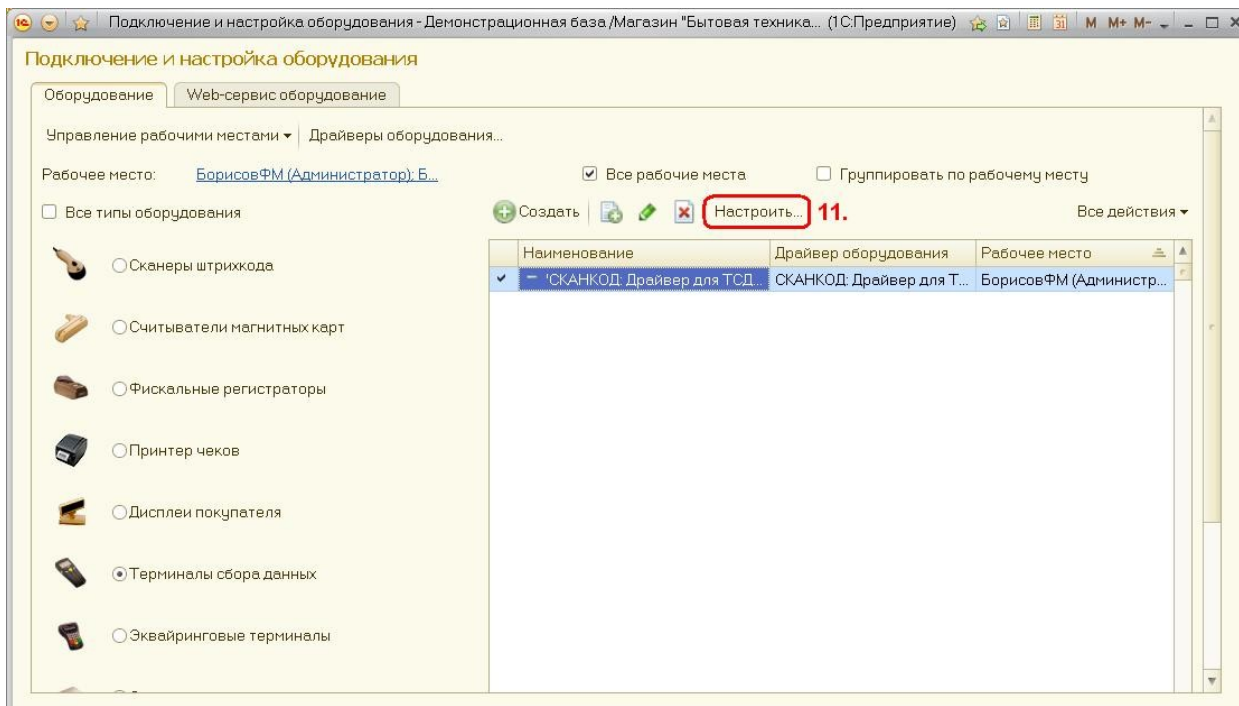 Подключение и настройка оборудования - Демонстрационная база /Магазин "Бытовая техника... (1С:Предприятие) M M+ M-
Подключение и настройка оборудования
Оборудование Web-сервис оборудование
Управление рабочими местами Драйверы оборудования...
Рабочее место: БорисовФМ (Администратор); Б... Все рабочие места Группировать по рабочему месту
Все типы оборудования Создать Настроить... 11. Все действия
Наименование Драйвер оборудования Рабочее место
'СКАНКОД: Драйвер для ТСД... СКАНКОД: Драйвер для Т... БорисовФМ (Администр...
Сканеры штрихкода
Считыватели магнитных карт
Фискальные регистраторы
Принтер чеков
Дисплеи покупателя
Терминалы сбора данных
Эквайринговые терминалы